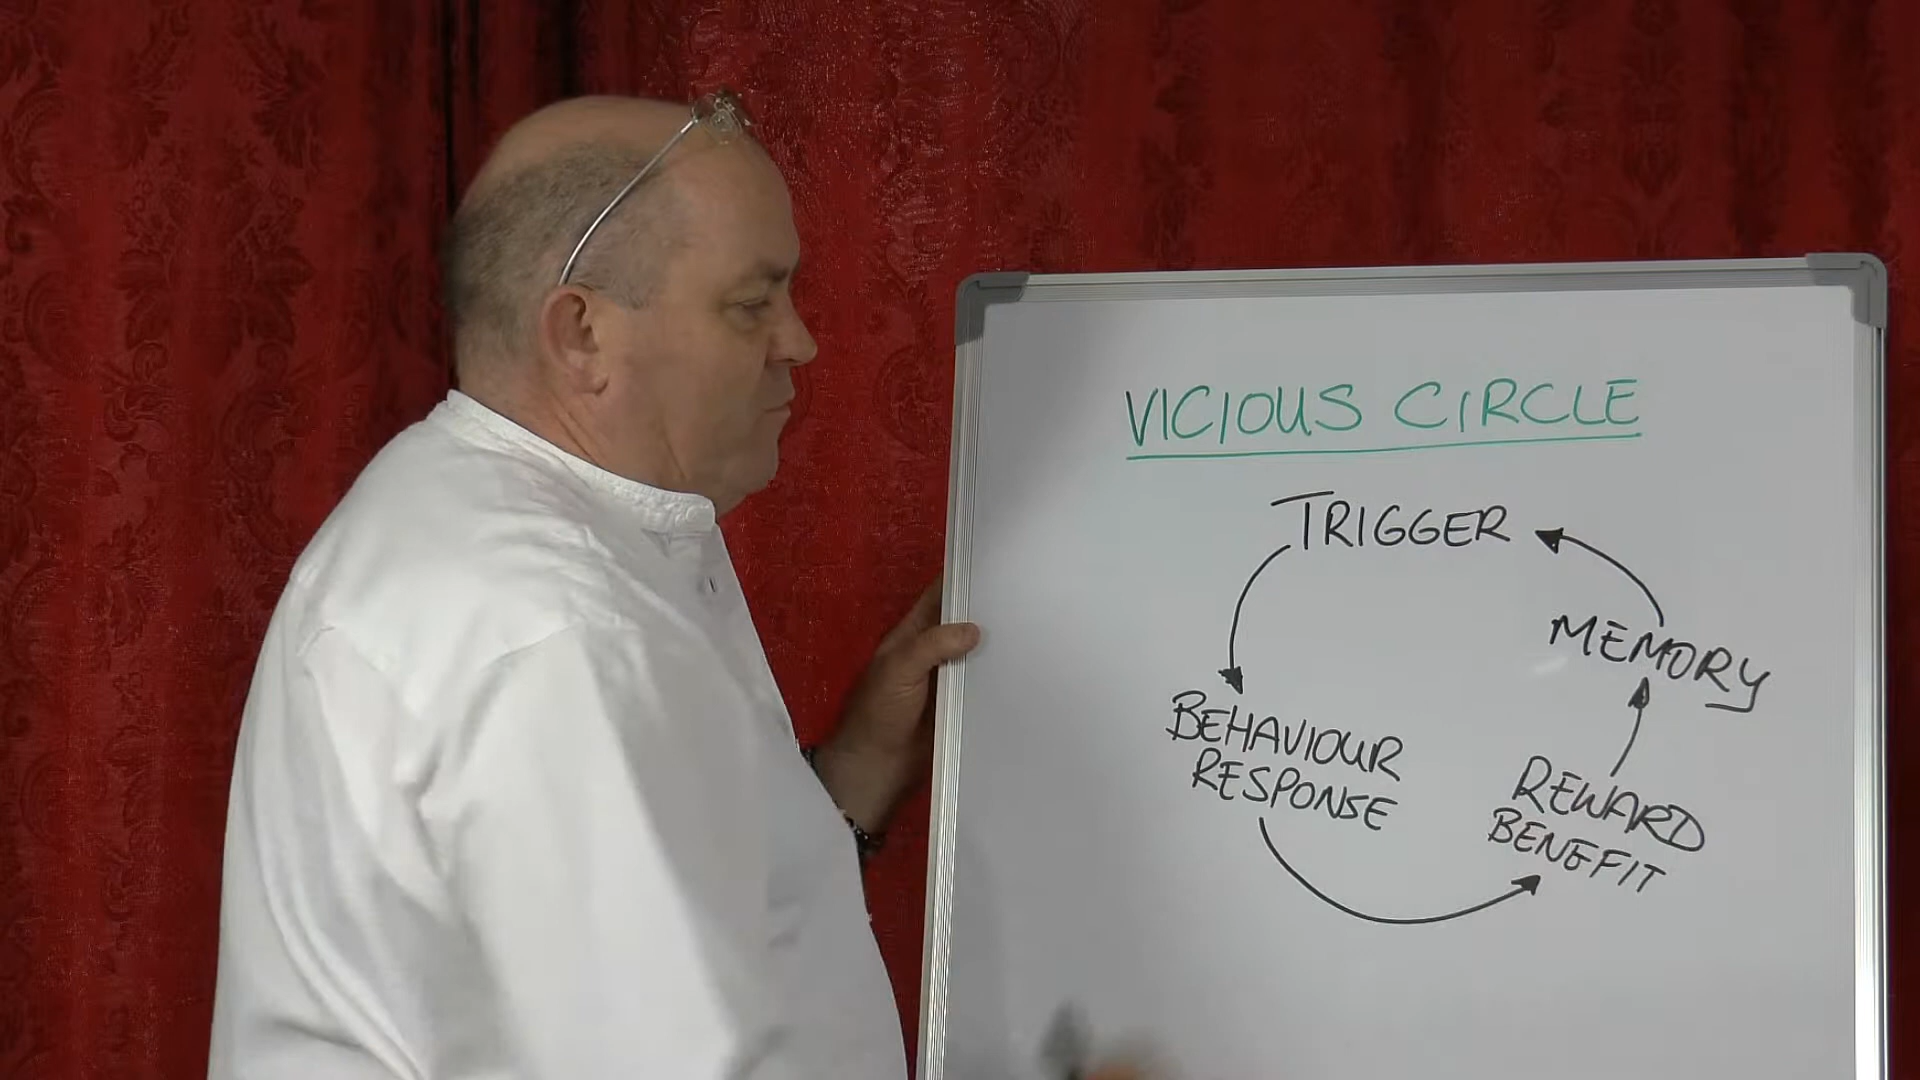 VICIOUS CIRCLE
TRIGGER
MEMORY
BEHAVIOUR
RESPONSE
REWARD
BENEFIT